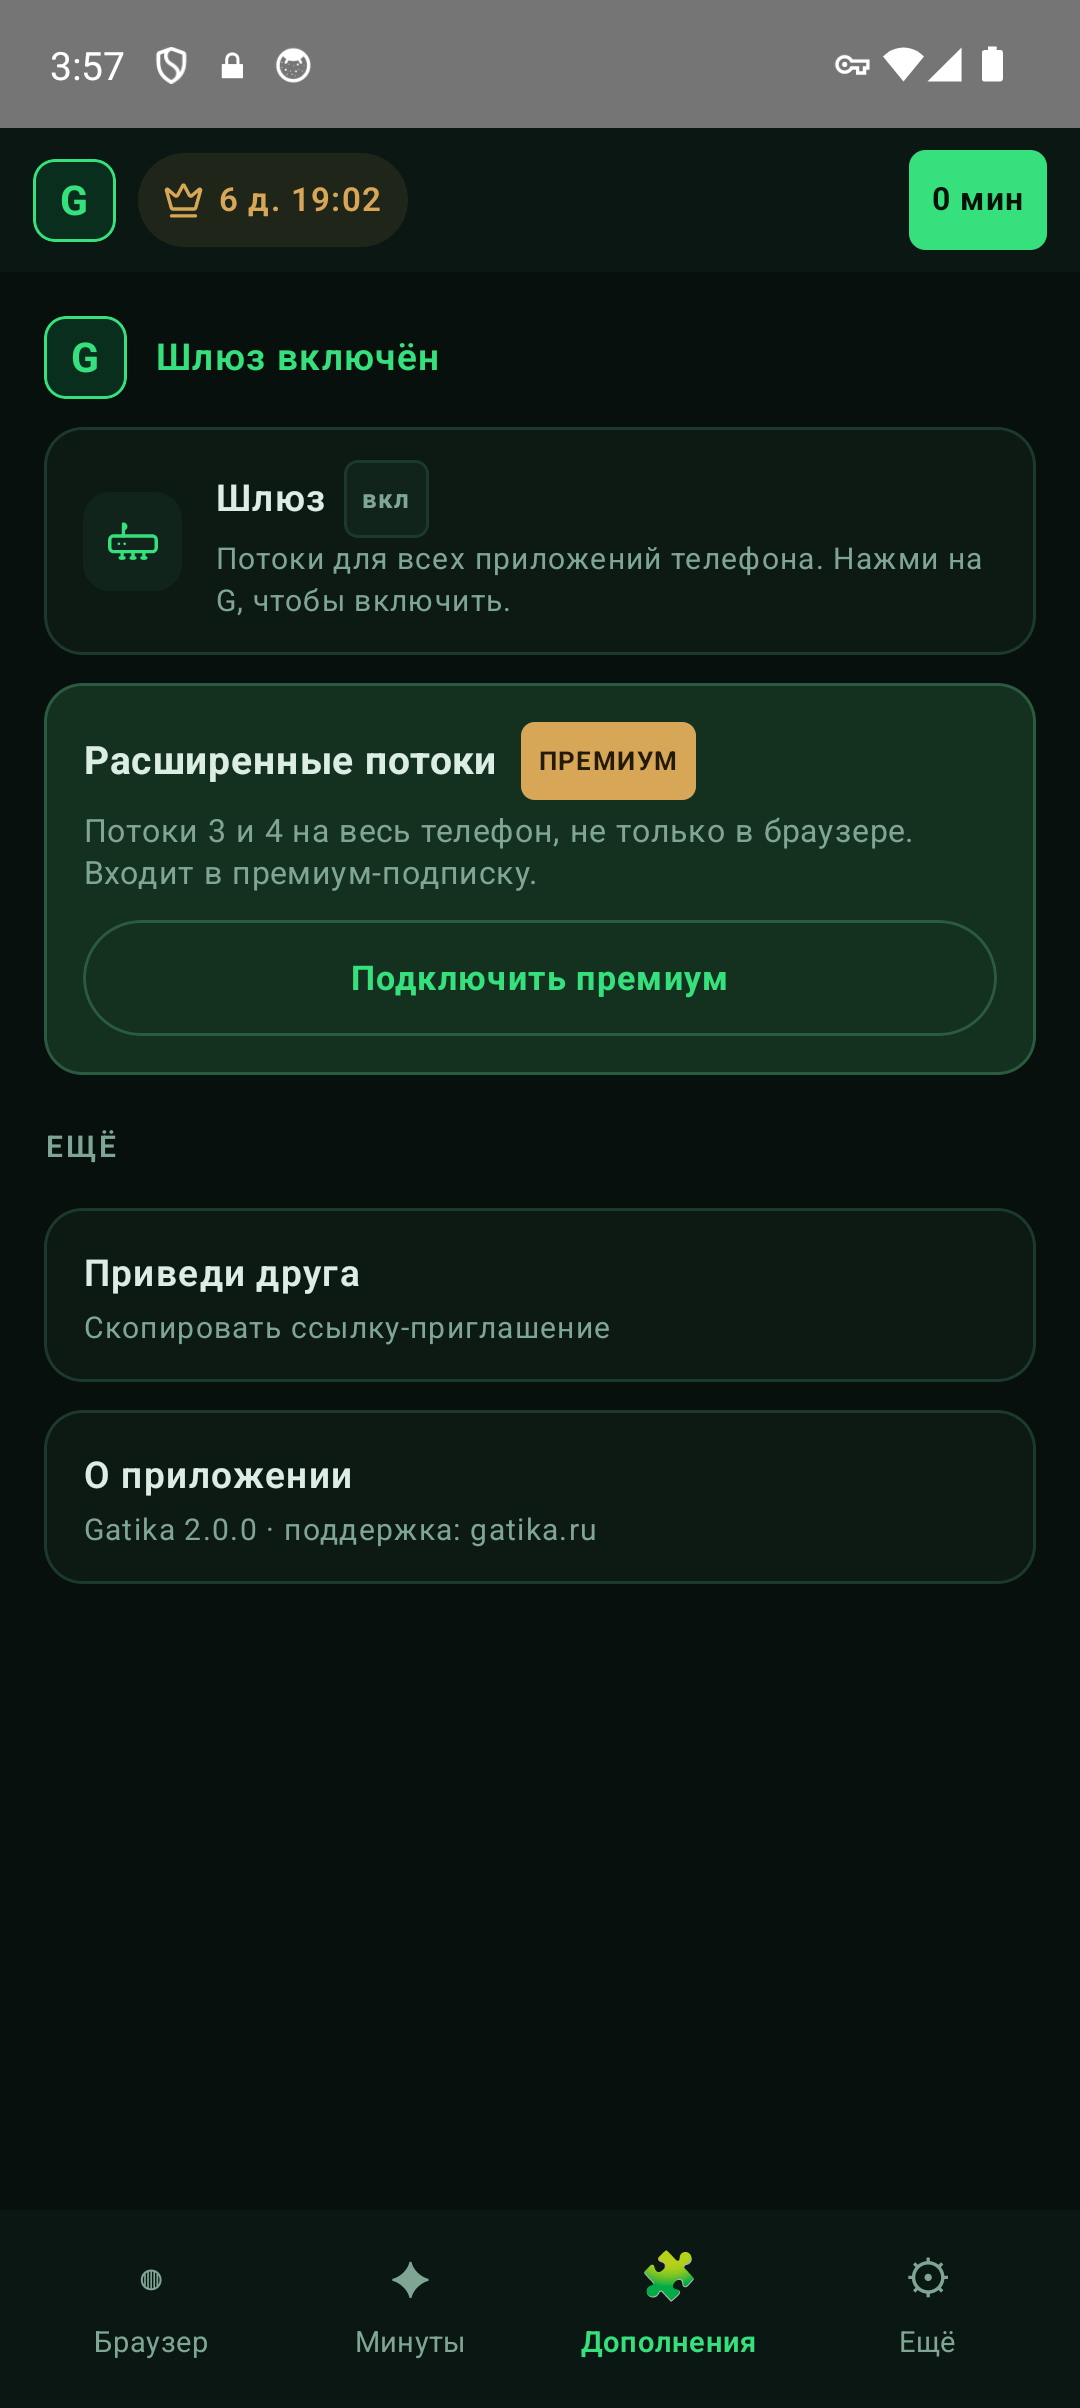 3:57
G
6 д. 19:02
0 мин
G
Шлюз включён
Шлюз
вкл
Потоки для всех приложений телефона. Нажми на
G, чтобы включить.
Расширенные потоки
ПРЕМИУМ
Потоки 3 и 4 на весь телефон, не только в браузере.
Входит в премиум-подписку.
Подключить премиум
ЕЩЁ
Приведи друга
Скопировать ссылку-приглашение
О приложении
Gatika 2.0.0 · поддержка: gatika.ru
Браузер
Минуты
Дополнения
Ещё